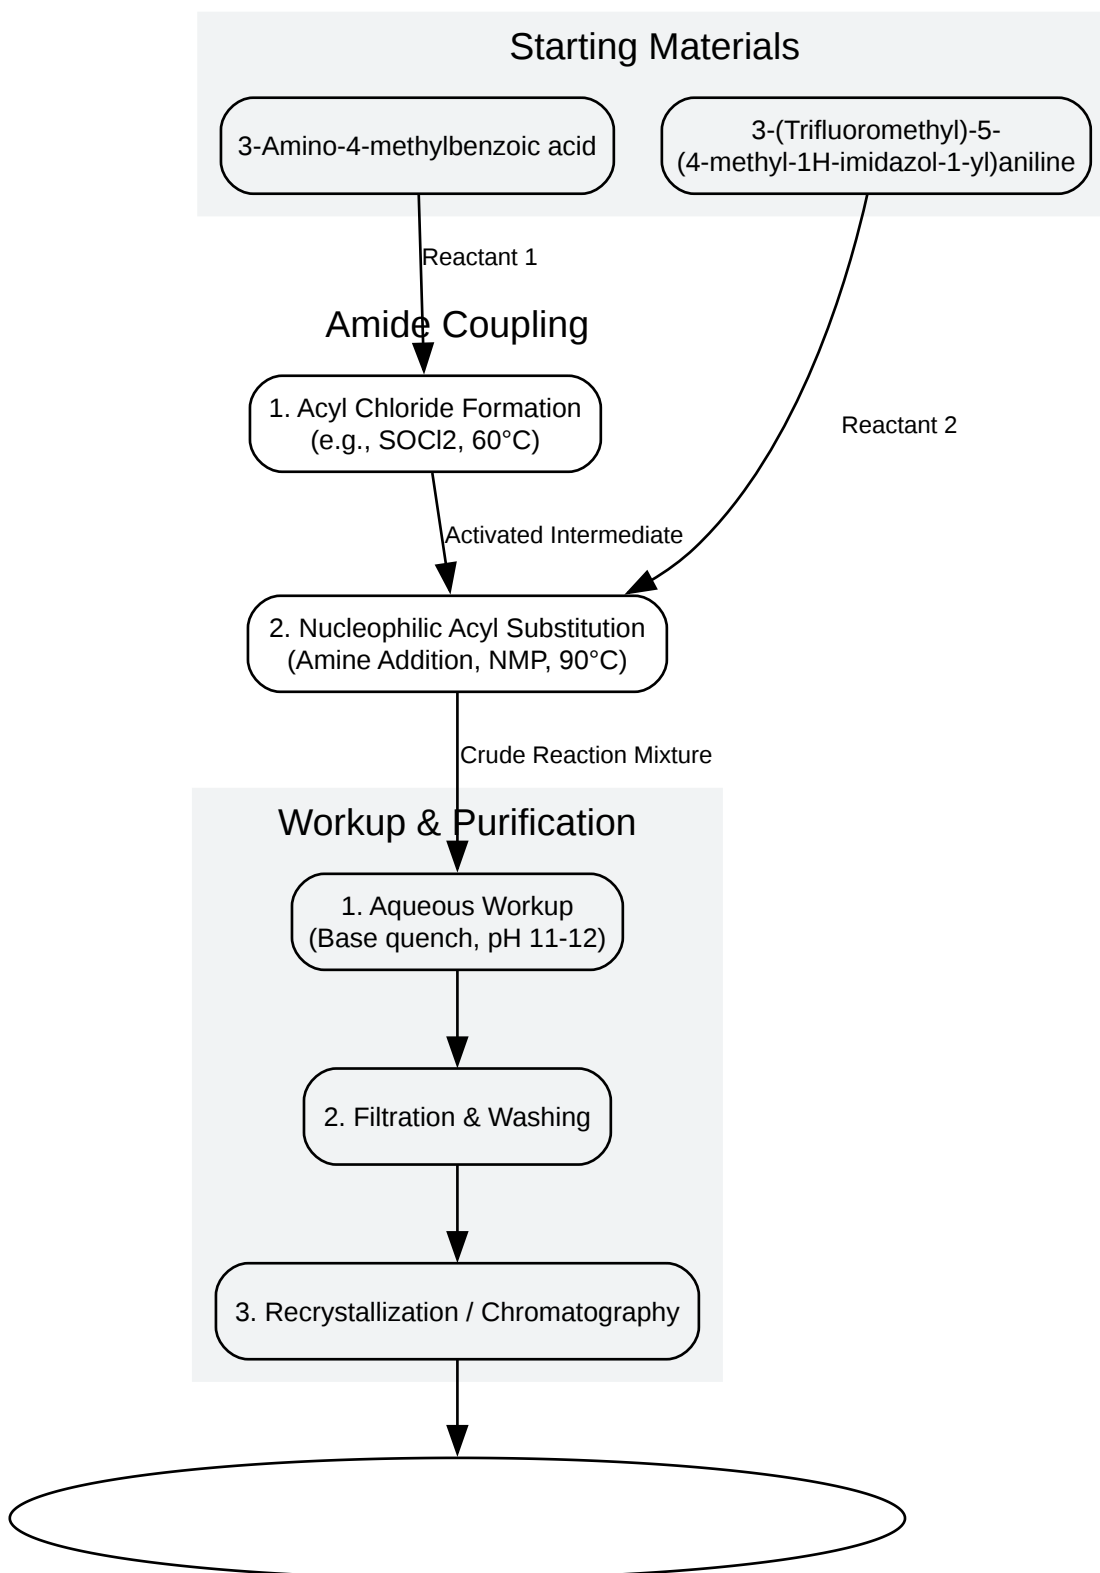 Starting Materials
3-Amino-4-methylbenzoic acid
3-(Trifluoromethyl)-5-
(4-methyl-1H-imidazol-1-yl)aniline
Reactant 1
Amide Coupling
1. Acyl Chloride Formation
(e.g., SOCl2, 60°C)
Reactant 2
Activated Intermediate
2. Nucleophilic Acyl Substitution
(Amine Addition, NMP, 90°C)
Crude Reaction Mixture
Workup & Purification
1. Aqueous Workup
(Base quench, pH 11-12)
2. Filtration & Washing
3. Recrystallization / Chromatography